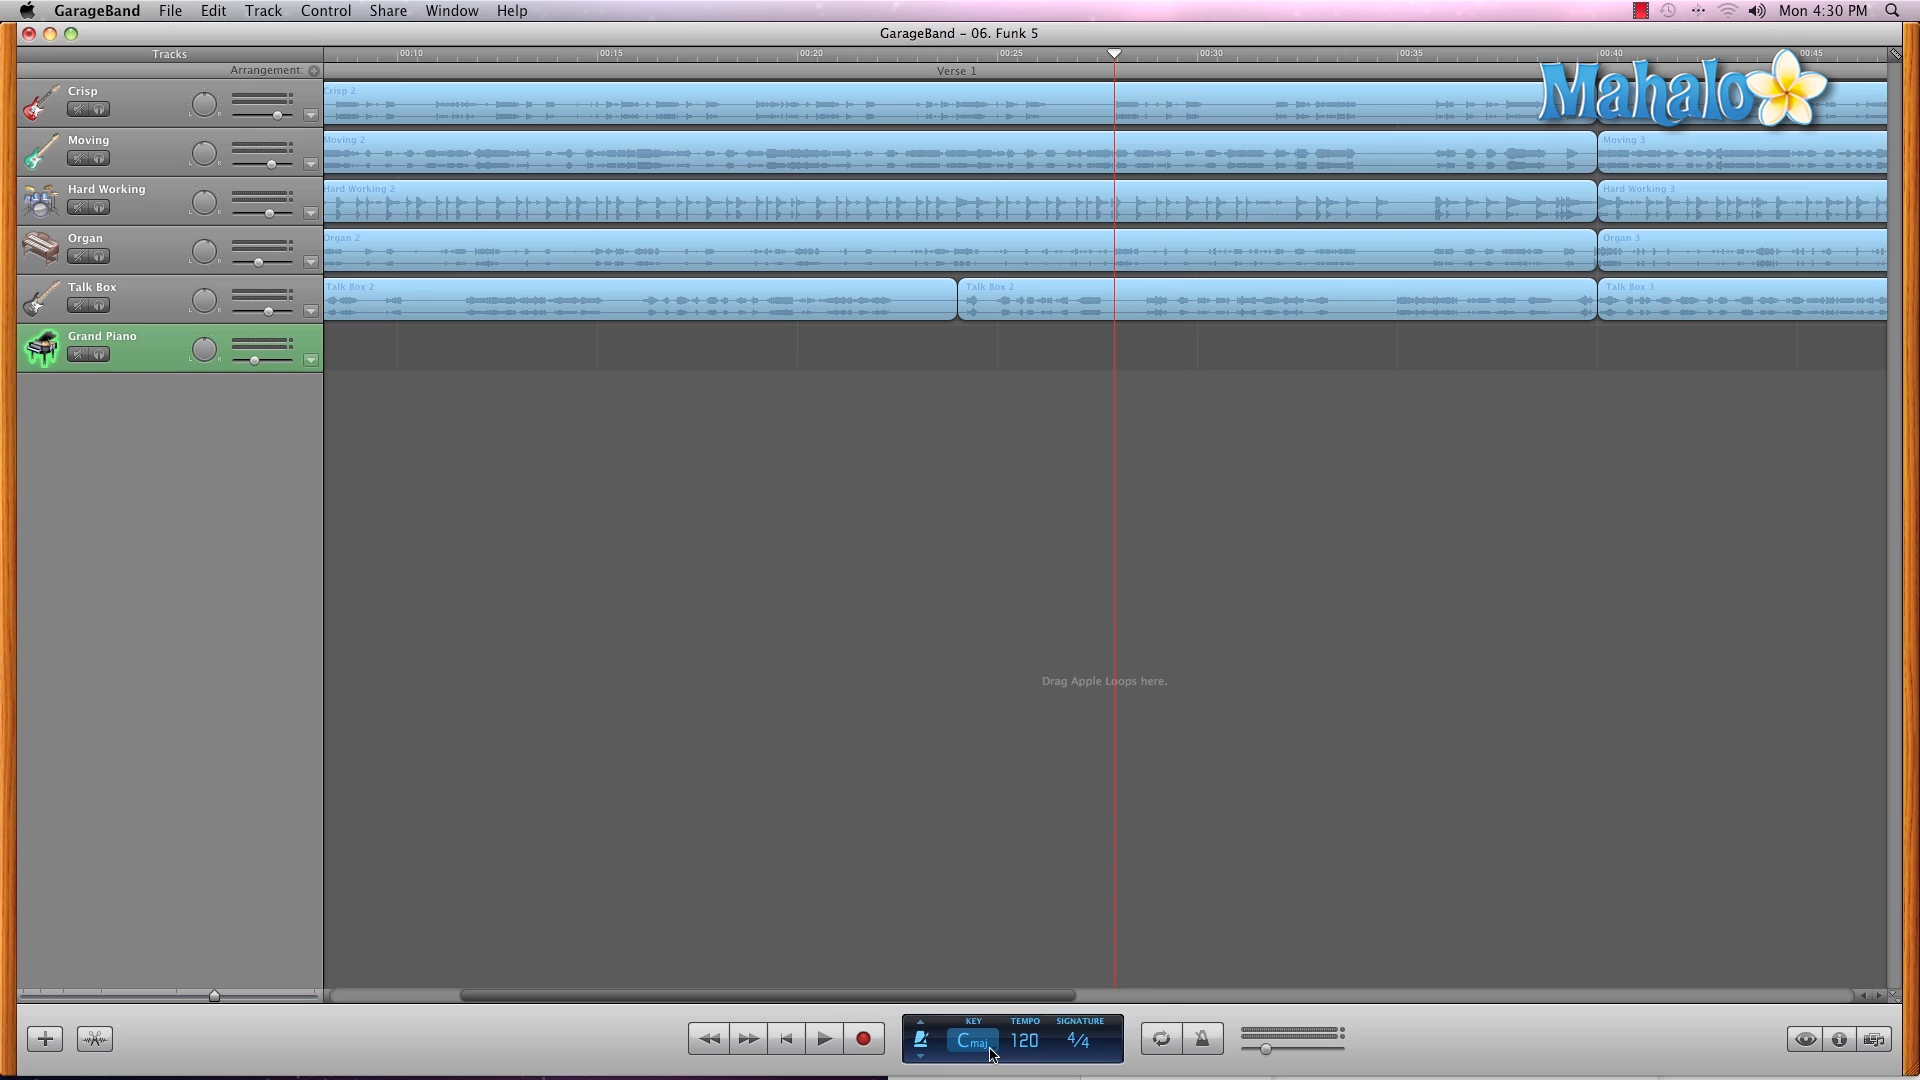 GarageBand File Edit Track Control Share Window Help Mon 4:30 PM
GarageBand – 06. Funk 5
Tracks 00:10 00:15 00:20 00:25 00:30 00:35 00:40 00:45
Arrangement: Verse 1
Mahalo
Crisp Crisp 2
L R
Moving Moving 2 Moving 3
L R
Hard Working Hard Working 2 Hard Working 3
L R
Organ Organ 2 Organ 3
L R
Talk Box Talk Box 2 Talk Box 2 Talk Box 3
L R
Grand Piano
L R
Drag Apple Loops here.
KEY TEMPO SIGNATURE
Cmaj 120 4/4